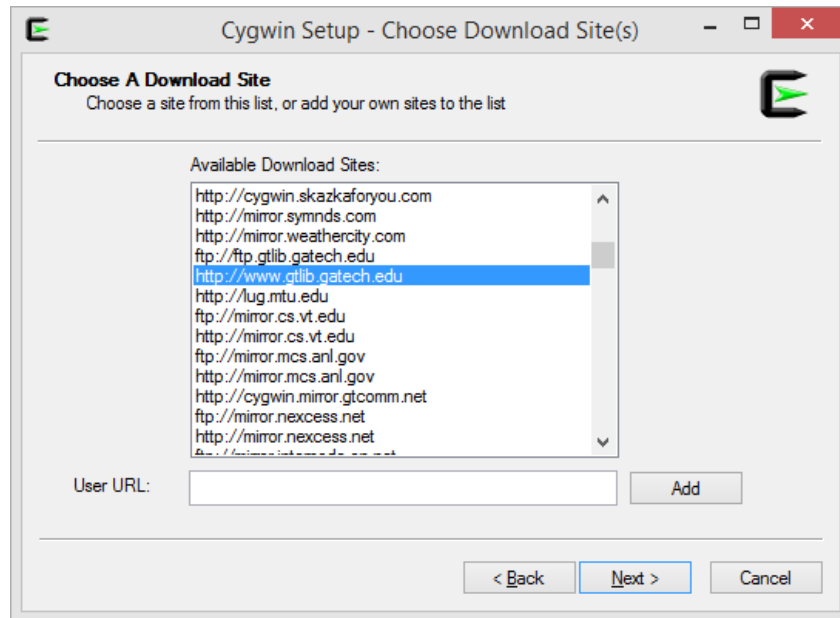 Cygwin Setup - Choose Download Site(s)
Choose A Download Site
Choose a site from this list, or add your own sites to the list
Available Download Sites:
http://cygwin.skazkaforyou.com
http://mirror.symnds.com
http://mirror.weathercity.com
ftp://ftp.gtlib.gatech.edu
http://www.gtlib.gatech.edu
http://lug.mtu.edu
ftp://mirror.cs.vt.edu
http://mirror.cs.vt.edu
ftp://mirror.mcs.anl.gov
http://mirror.mcs.anl.gov
http://cygwin.mirror.gtcomm.net
ftp://mirror.nexcess.net
http://mirror.nexcess.net
User URL:
Add
< Back
Next >
Cancel